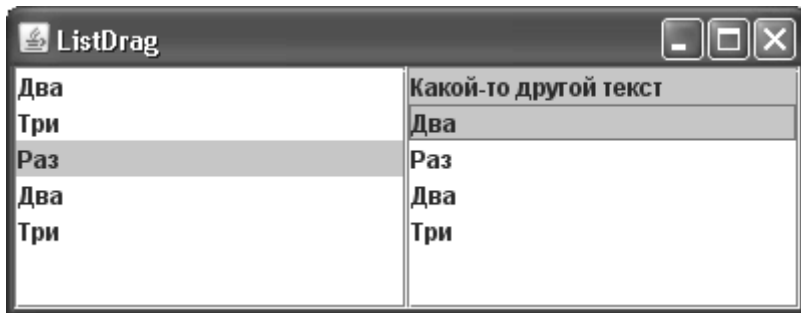 ListDrag
Два
Три
Раз
Два
Три
Какой-то другой текст
Два
Раз
Два
Три